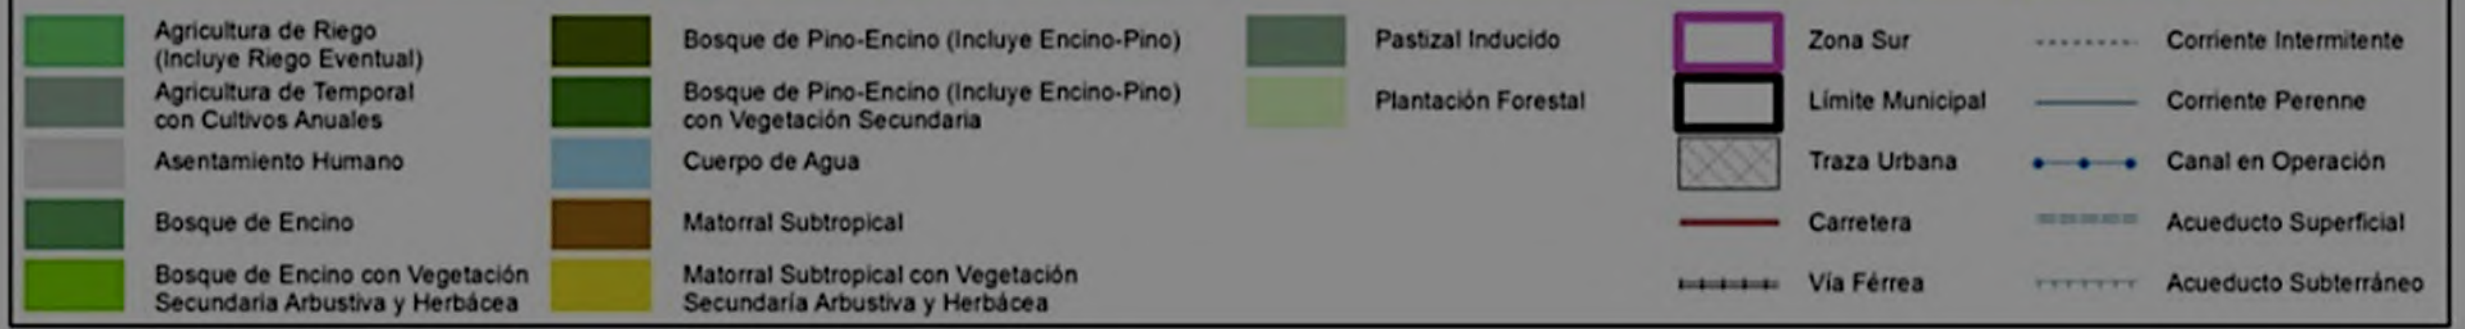 Agricultura de Riego
(Incluye Riego Eventual)
Agricultura de Temporal
con Cultivos Anuales
Asentamiento Humano
Bosque de Encino
Bosque de Encino con Vegetación
Secundaria Arbustiva y Herbácea
Bosque de Pino-Encino (Incluye Encino-Pino)
Bosque de Pino-Encino (Incluye Encino-Pino)
con Vegetación Secundaria
Cuerpo de Agua
Matorral Subtropical
Matorral Subtropical con Vegetación
Secundaría Arbustiva y Herbácea
Pastizal Inducido
Plantación Forestal
Zona Sur
Límite Municipal
Traza Urbana
Carretera
Vía Férrea
Corriente Intermitente
Corriente Perenne
Canal en Operación
Acueducto Superficial
Acueducto Subterráneo